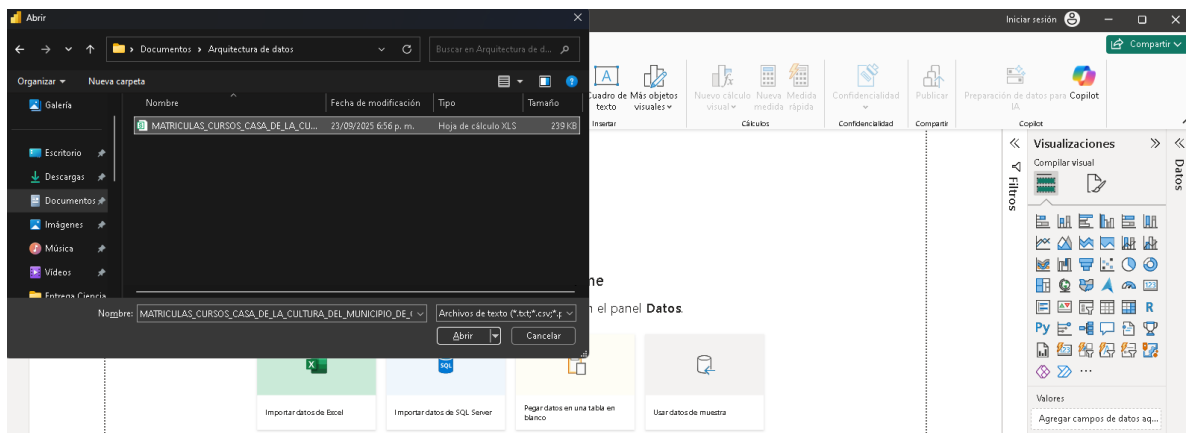 Abrir
Iniciar sesión
Documentos > Arquitectura de datos
Buscar en Arquitectura de d...
Compartir
Organizar
Nueva carpeta
Galería
Escritorio
Descargas
Documentos
Imágenes
Música
Vídeos
Entrega Ciencia
Nombre
Fecha de modificación
Tipo
Tamaño
MATRICULAS_CURSOS_CASA_DE_LA_CU...
23/09/2025 6:56 p. m.
Hoja de cálculo XLS
239 KB
Nombre:
MATRICULAS_CURSOS_CASA_DE_LA_CULTURA_DEL_MUNICIPIO_DE_
Archivos de texto (*.txt;*.csv;*.p
Abrir
Cancelar
Cuadro de texto
Más objetos visuales
Insertar
Nuevo cálculo visual
Nueva medida
Medida rápida
Cálculos
Confidencialidad
Confidencialidad
Publicar
Compartir
Preparación de datos para IA
Copilot
Copilot
ne
n el panel Datos.
Importar datos de Excel
Importar datos de SQL Server
Pegar datos en una tabla en blanco
Usar datos de muestra
Filtros
Visualizaciones
Compilar visual
R
Py
Valores
Agregar campos de datos aq...
Datos